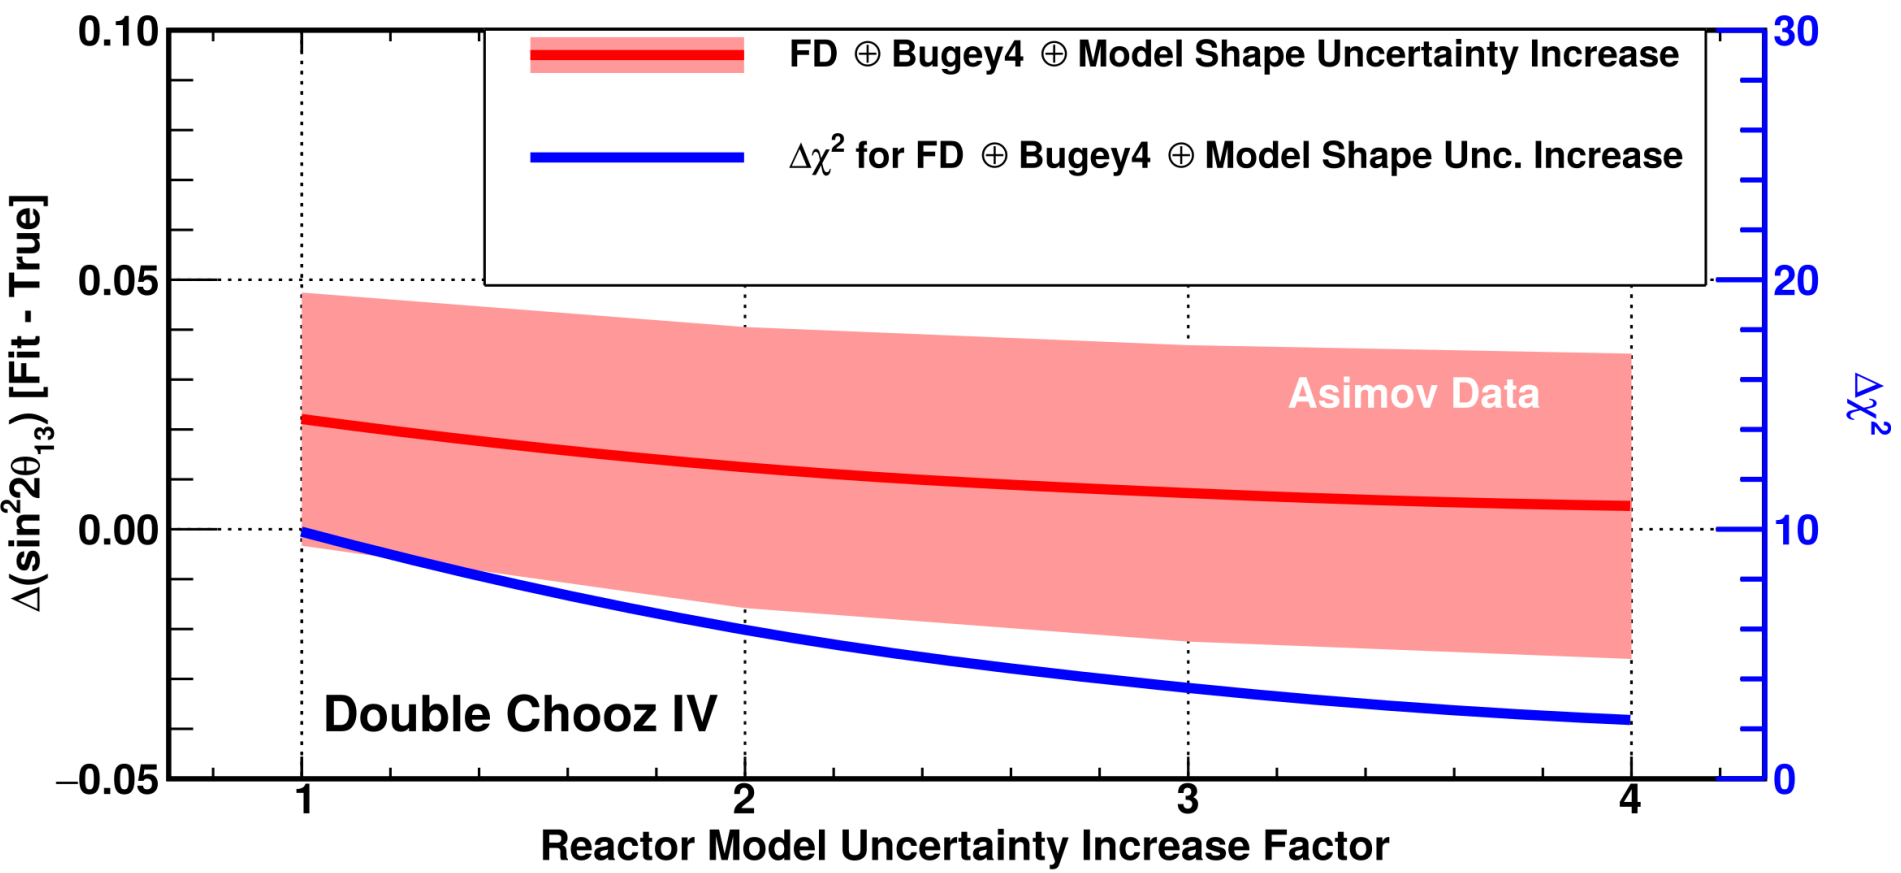 0.10
0.05
0.00
−0.05
Δ(sin²2θ₁₃) [Fit - True]
FD ⊕ Bugey4 ⊕ Model Shape Uncertainty Increase
Δχ² for FD ⊕ Bugey4 ⊕ Model Shape Unc. Increase
Asimov Data
Double Chooz IV
30
20
10
0
Δχ²
1 2 3 4
Reactor Model Uncertainty Increase Factor